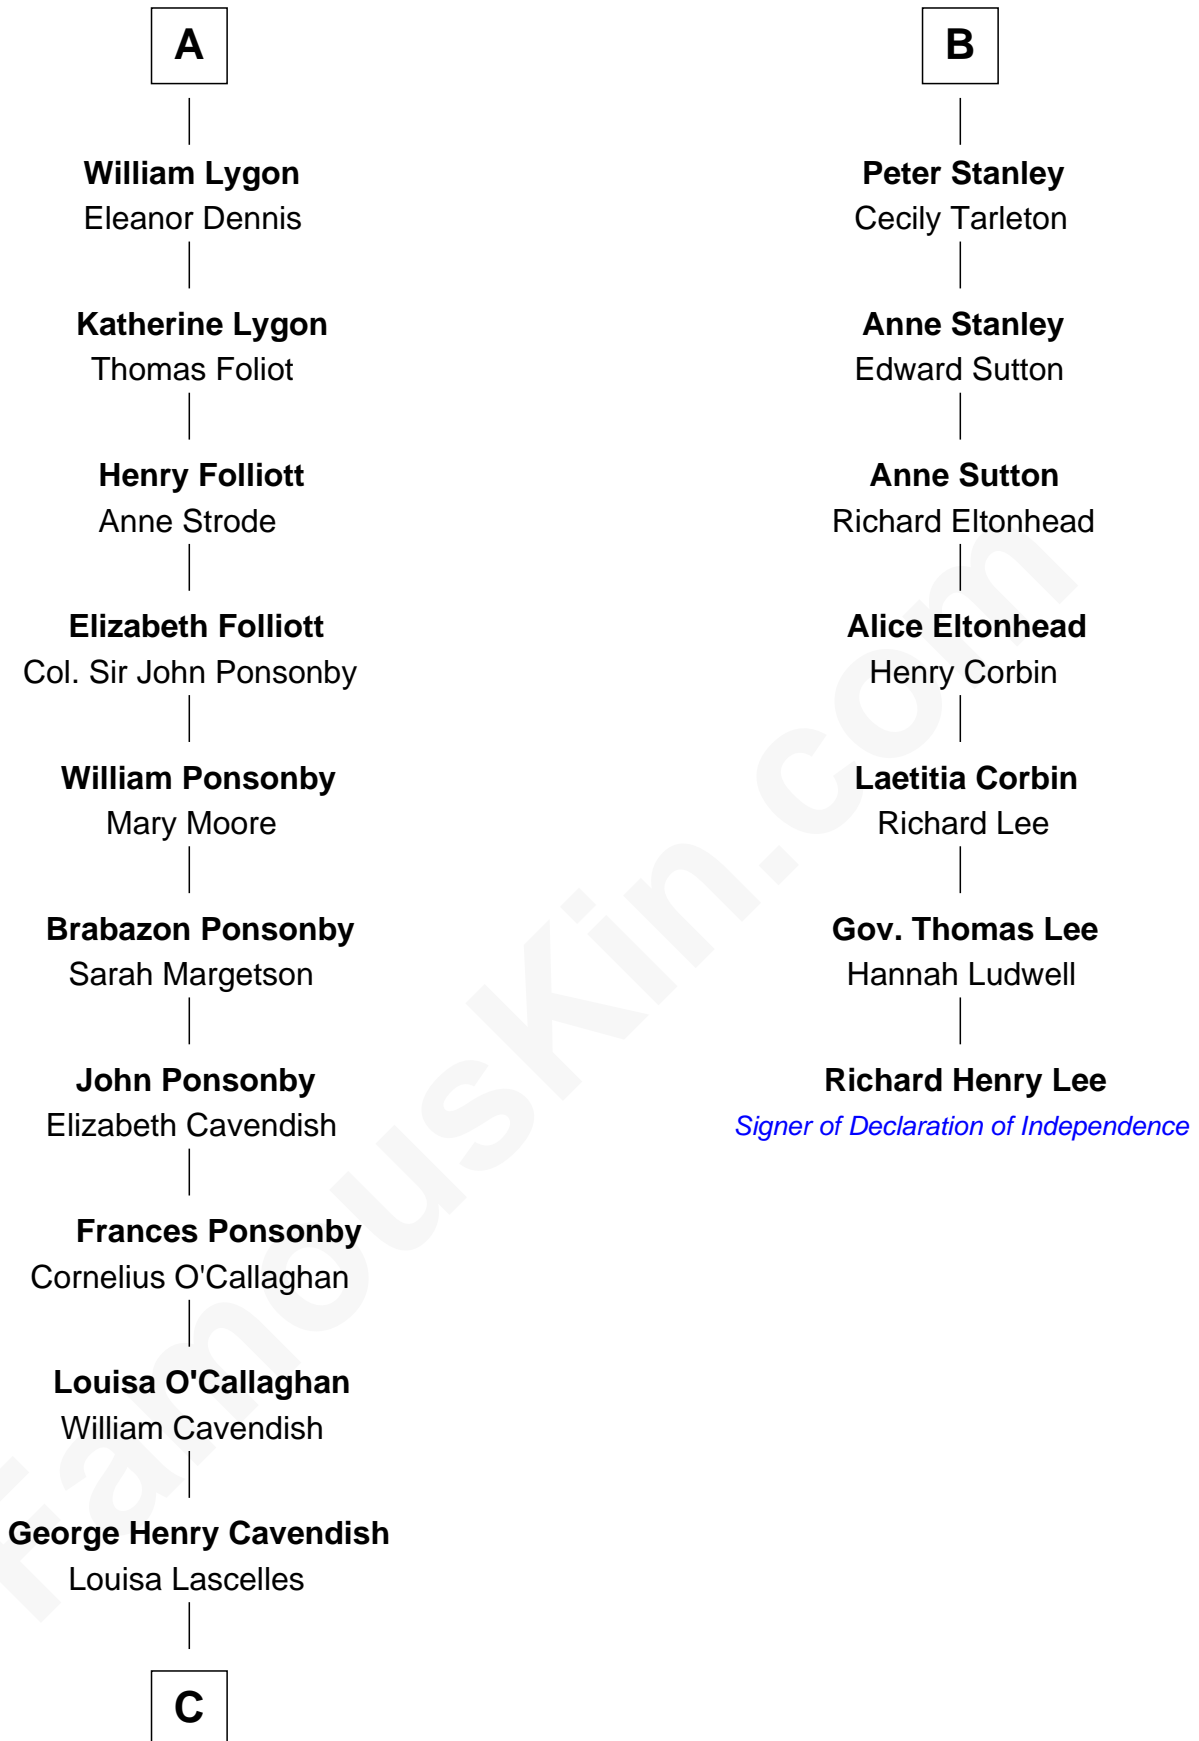 A
William Lygon
Eleanor Dennis
Katherine Lygon
Thomas Foliot
Henry Folliott
Anne Strode
Elizabeth Folliott
Col. Sir John Ponsonby
William Ponsonby
Mary Moore
Brabazon Ponsonby
Sarah Margetson
John Ponsonby
Elizabeth Cavendish
Frances Ponsonby
Cornelius O'Callaghan
Louisa O'Callaghan
William Cavendish
George Henry Cavendish
Louisa Lascelles
C
B
Peter Stanley
Cecily Tarleton
Anne Stanley
Edward Sutton
Anne Sutton
Richard Eltonhead
Alice Eltonhead
Henry Corbin
Laetitia Corbin
Richard Lee
Gov. Thomas Lee
Hannah Ludwell
Richard Henry Lee
Signer of Declaration of Independence
FamousKin.com